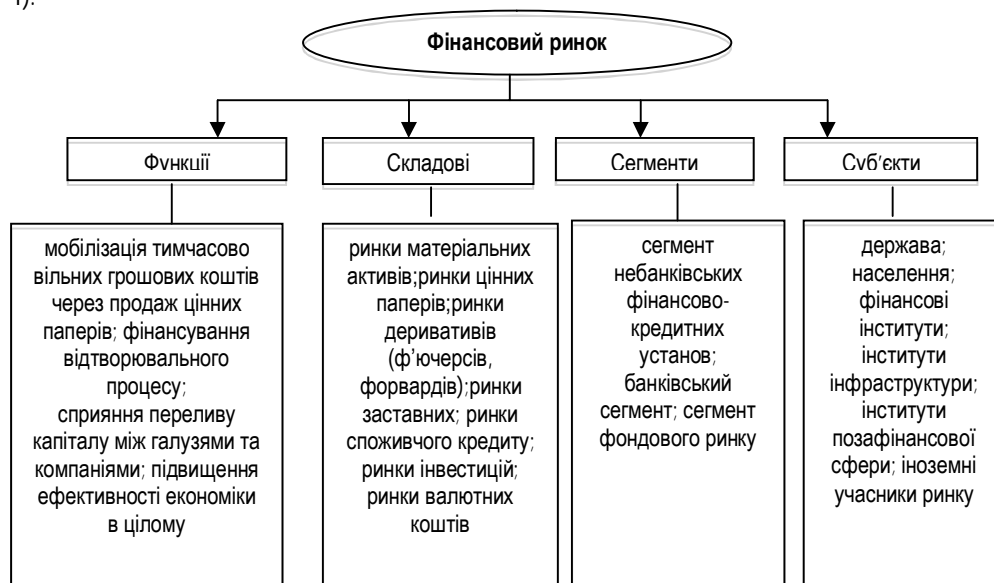 1).
Фінансовий ринок
Функції
Складові
Сегменти
Суб’єкти
мобілізація тимчасово
вільних грошових коштів
через продаж цінних
паперів; фінансування
відтворювального
процесу;
сприяння переливу
капіталу між галузями та
компаніями; підвищення
ефективності економіки
в цілому
ринки матеріальних
активів;ринки цінних
паперів;ринки
деривативів
(ф’ючерсів,
форвардів);ринки
заставних; ринки
споживчого кредиту;
ринки інвестицій;
ринки валютних
коштів
сегмент
небанківських
фінансово-
кредитних
установ;
банківський
сегмент; сегмент
фондового ринку
держава;
населення;
фінансові
інститути;
інститути
інфраструктури;
інститути
позафінансової
сфери; іноземні
учасники ринку